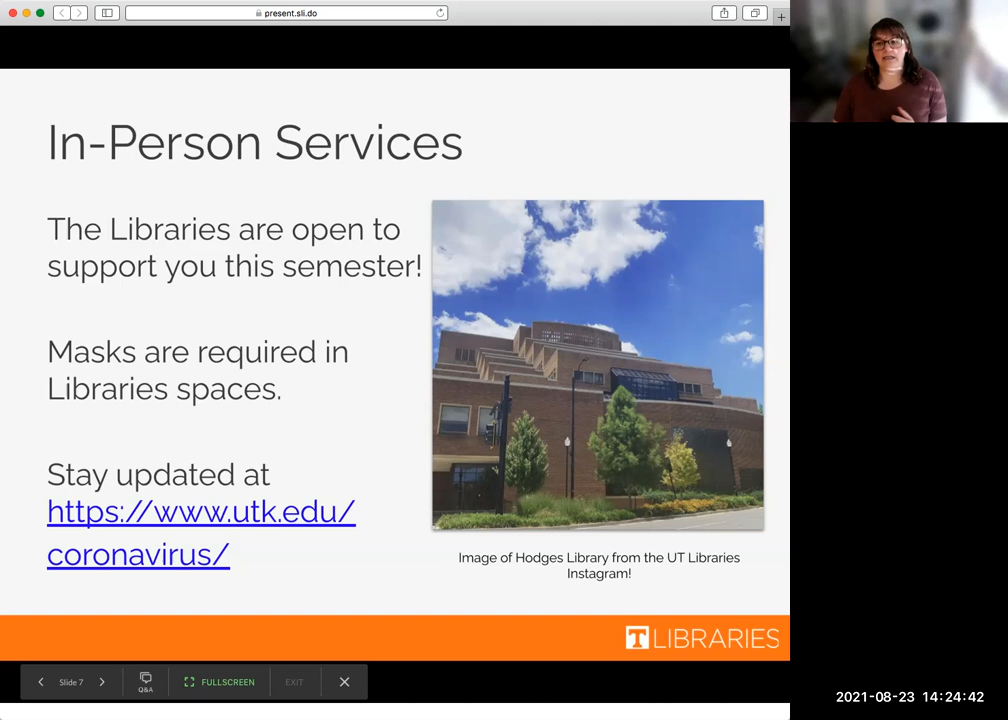 present.sli.do
In-Person Services
The Libraries are open to
support you this semester!
Masks are required in
Libraries spaces.
Stay updated at
https://www.utk.edu/
coronavirus/
Image of Hodges Library from the UT Libraries
Instagram!
T LIBRARIES
Slide 7
Q&A
FULLSCREEN
EXIT
2021-08-23 14:24:42